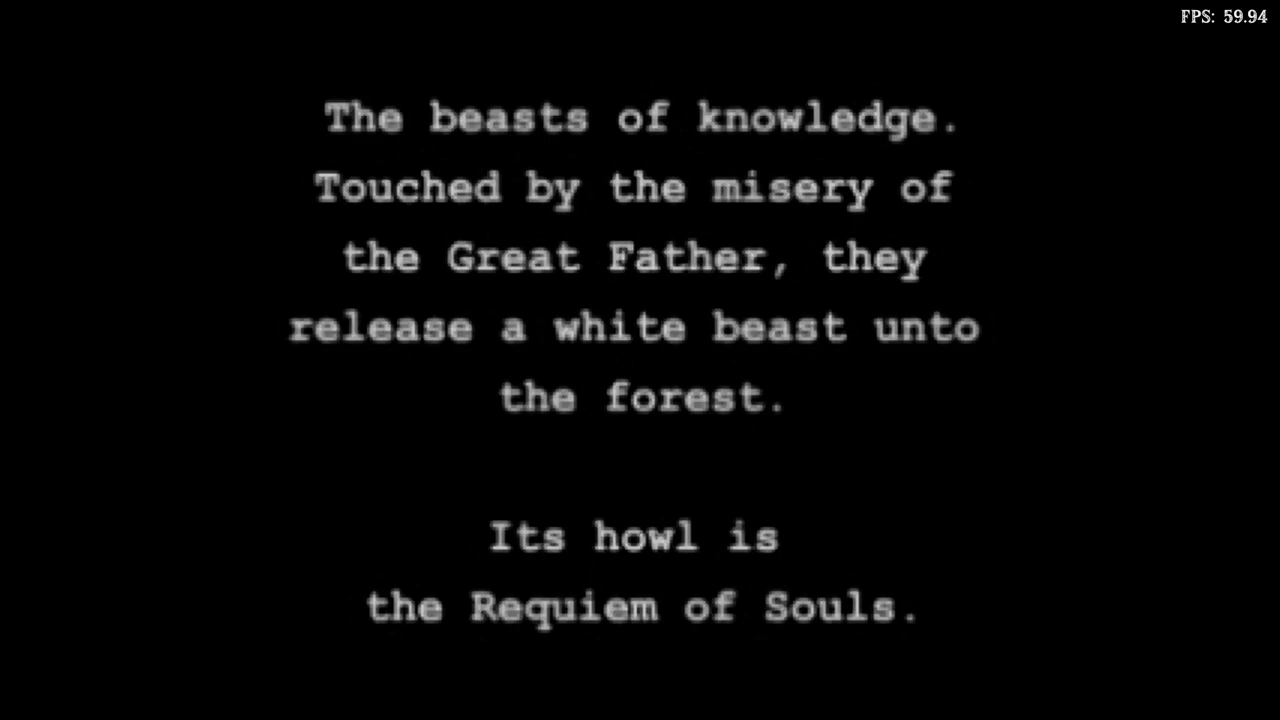 FPS: 59.94
The beasts of knowledge.
Touched by the misery of
the Great Father, they
release a white beast unto
the forest.
Its howl is
the Requiem of Souls.